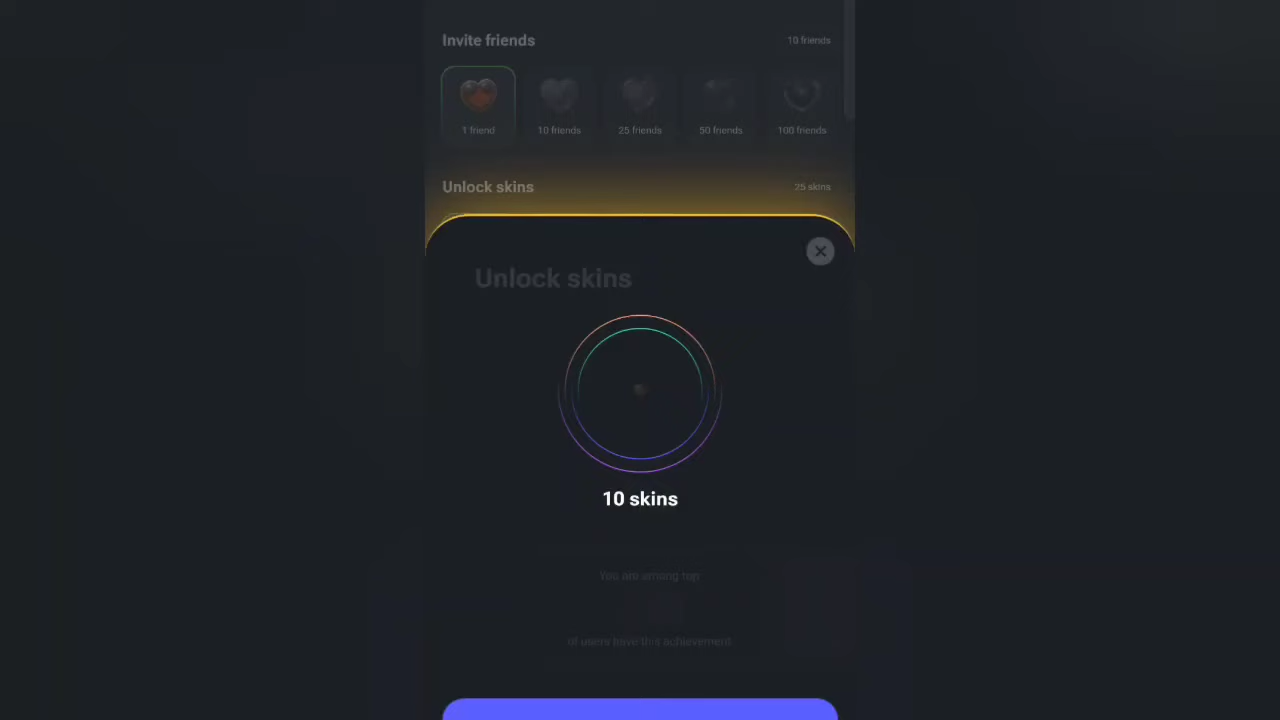 Invite friends
10 friends
1 friend
10 friends
25 friends
50 friends
100 friends
Unlock skins
25 skins
Unlock skins
10 skins
You are among top
of users have this achievement